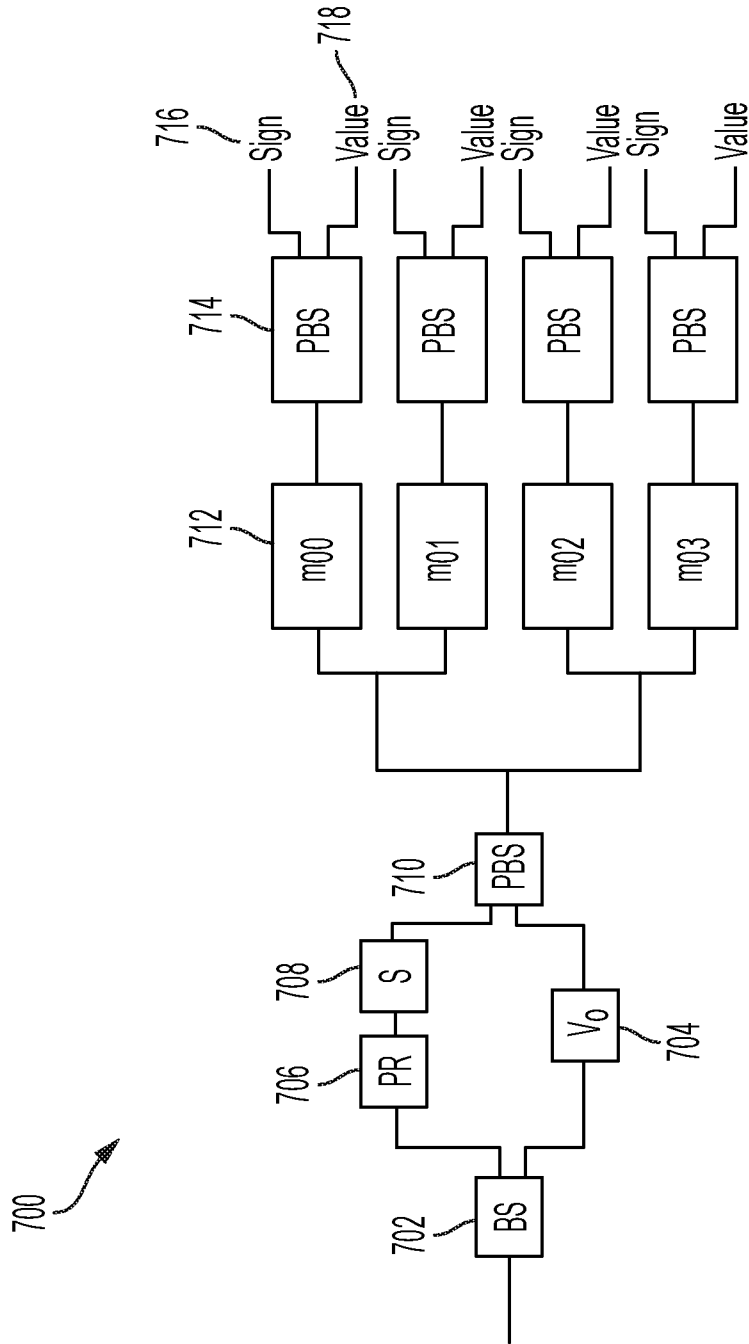 700
702
BS
706
PR
708
S
V0
704
710
PBS
712
m00
m01
m02
m03
714
PBS
PBS
PBS
PBS
716
Sign
Value
718
Sign
Value
Sign
Value
Sign
Value